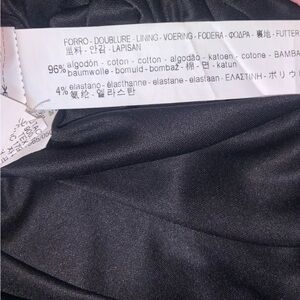 FORRO - DOUBLURE - LINING - VOERING - FODERA - ΦΟΔΡΑ - 裏地 - FUTTER
里料 - 안감 - LAPISAN
96% algodón - coton - cotton - algodão - katoen - cotone - BAMBA
baumwolle - bomuld - bombaž - 棉 - 면 - katun
4% elastano - élasthanne - elastane - elastaan - ΕΛΑΣΤΙΝΗ - ポリウ
氨纶 - 엘라스탄